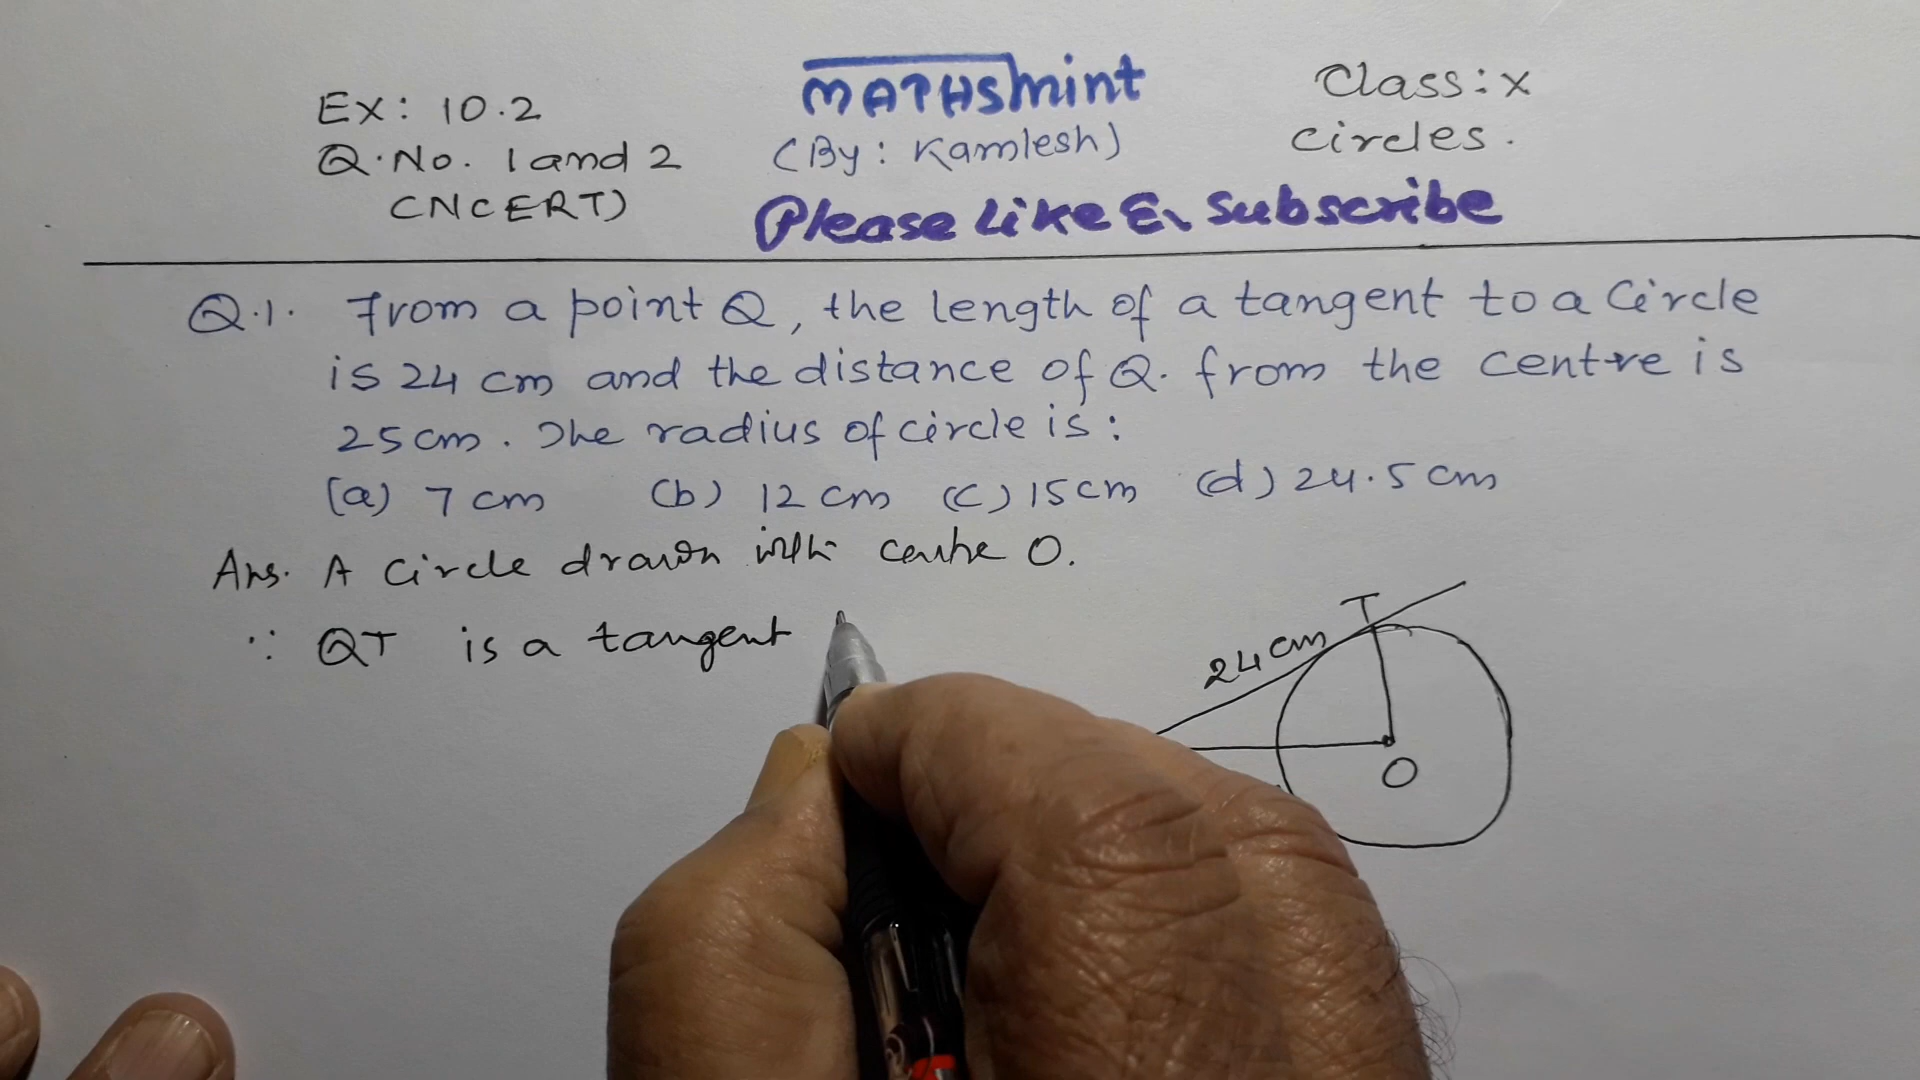 Ex: 10.2
Q.No. 1 and 2
(NCERT)
MATHSmint
(By: Kamlesh)
Please Like & Subscribe
Class: X
Circles.
Q.1. From a point Q, the length of a tangent to a Circle
is 24 cm and the distance of Q. from the centre is
25 cm. The radius of circle is:
(a) 7 cm (b) 12 cm (c) 15 cm (d) 24.5 cm
Ans. A Circle drawn with centre O.
∵ QT is a tangent
T
24 cm
O